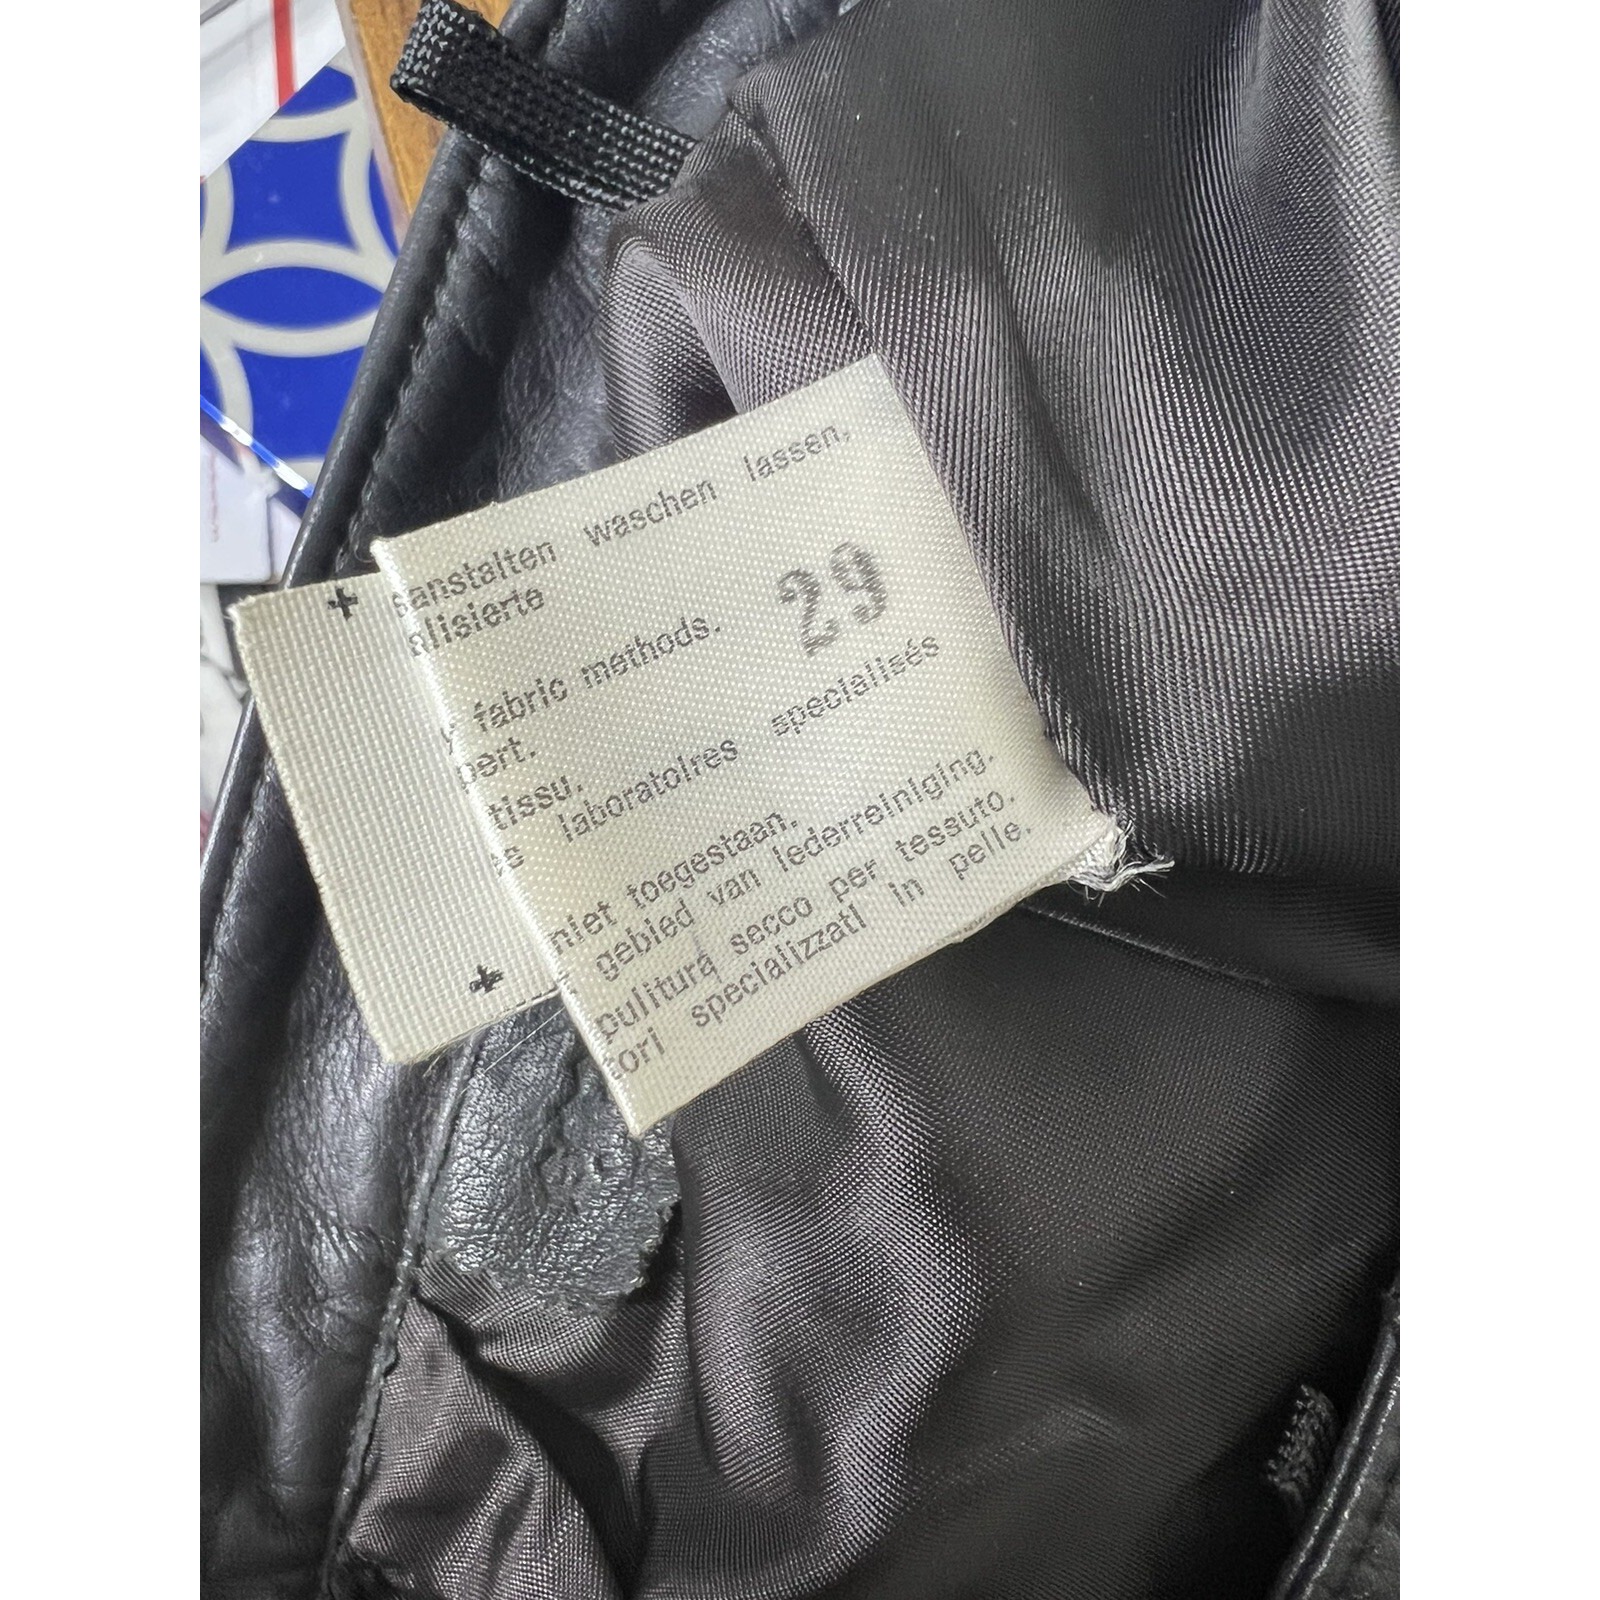 sanstalten waschen lassen,
alisierte
y fabric methods.
29
pert.
tissu.
laboratoires specialisés
niet toegestaan.
gebied van lederreiniging.
pulitura secco per tessuto.
tori specializzati in pelle.